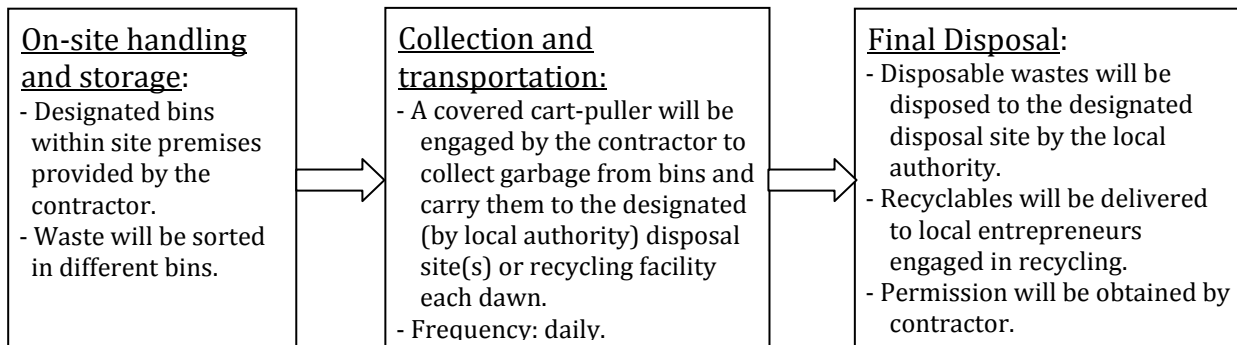 On-site handling
and storage:
- Designated bins
within site premises
provided by the
contractor.
- Waste will be sorted
in different bins.
Collection and
transportation:
- A covered cart-puller will be
engaged by the contractor to
collect garbage from bins and
carry them to the designated
(by local authority) disposal
site(s) or recycling facility
each dawn.
- Frequency: daily.
Final Disposal:
- Disposable wastes will be
disposed to the designated
disposal site by the local
authority.
- Recyclables will be delivered
to local entrepreneurs
engaged in recycling.
- Permission will be obtained by
contractor.